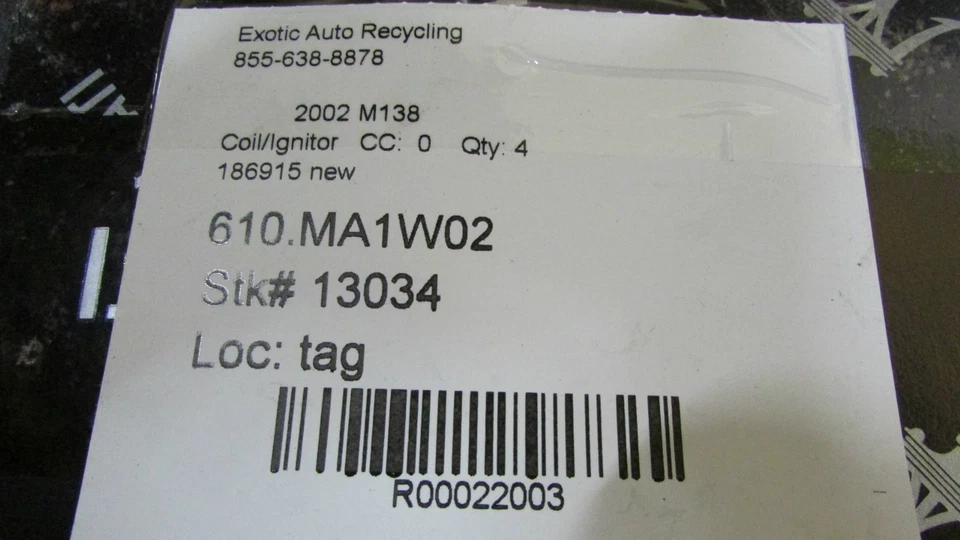 Exotic Auto Recycling
855-638-8878
2002 M138
Coil/Ignitor CC: 0 Qty: 4
186915 new
610.MA1W02
Stk# 13034
Loc: tag
R00022003